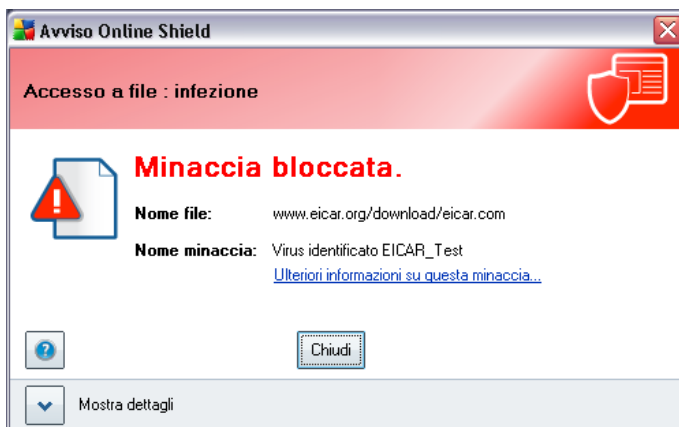 Avviso Online Shield
Accesso a file : infezione
Minaccia bloccata.
Nome file: www.eicar.org/download/eicar.com
Nome minaccia: Virus identificato EICAR_Test
Ulteriori informazioni su questa minaccia...
Chiudi
Mostra dettagli